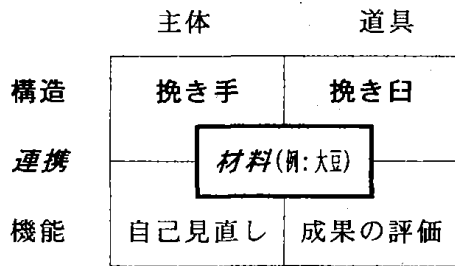 主体 道具
構造 挽き手 挽き臼
連携 材料(例:大豆)
機能 自己見直し 成果の評価